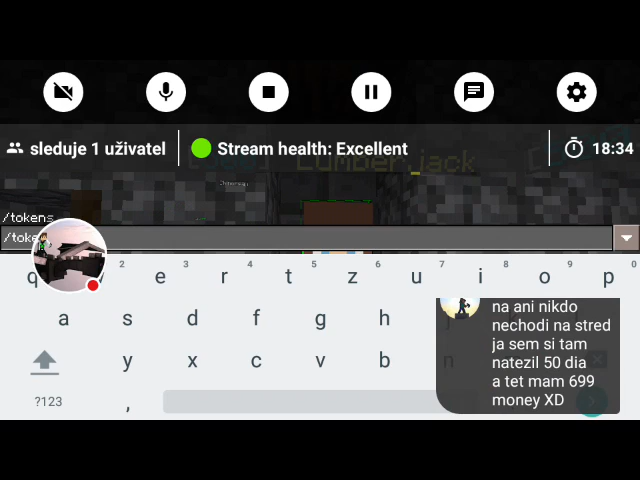 sleduje 1 uživatel
Stream health: Excellent
18:34
Lumberjack
/tokens
/toke
q 2 e 3 r 4 t 5 z 6 u 7 i 8 o 9 p 0
a s d f g h
y x c v b n
?123 ,
na ani nikdo
nechodi na stred
ja sem si tam
natezil 50 dia
a tet mam 699
money XD